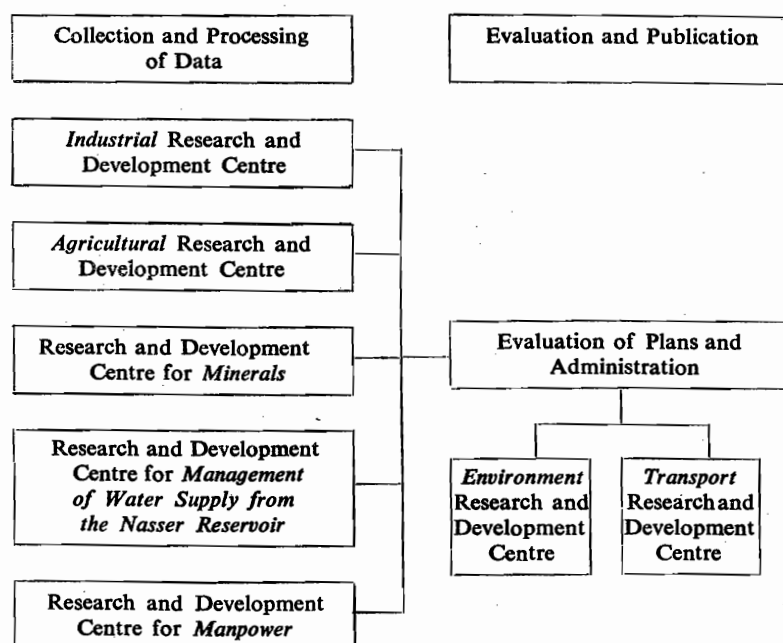 Collection and Processing
of Data
Evaluation and Publication
Industrial Research and
Development Centre
Agricultural Research and
Development Centre
Research and Development
Centre for Minerals
Research and Development
Centre for Management
of Water Supply from
the Nasser Reservoir
Research and Development
Centre for Manpower
Evaluation of Plans and
Administration
Environment
Research and
Development
Centre
Transport
Research and
Development
Centre